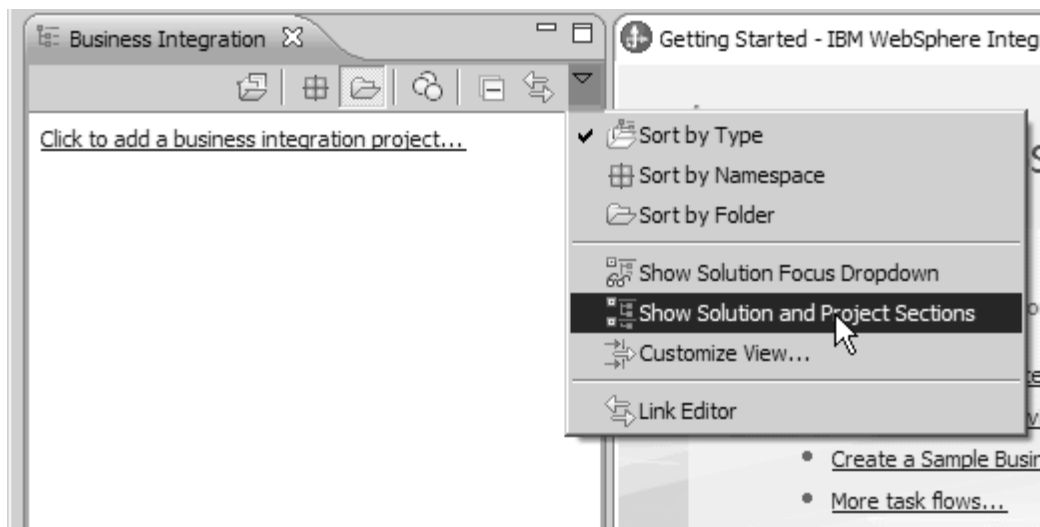 Business Integration
Getting Started - IBM WebSphere Integ
Click to add a business integration project...
Sort by Type
Sort by Namespace
Sort by Folder
Show Solution Focus Dropdown
Show Solution and Project Sections
Customize View...
Link Editor
Create a Sample Busin
More task flows...